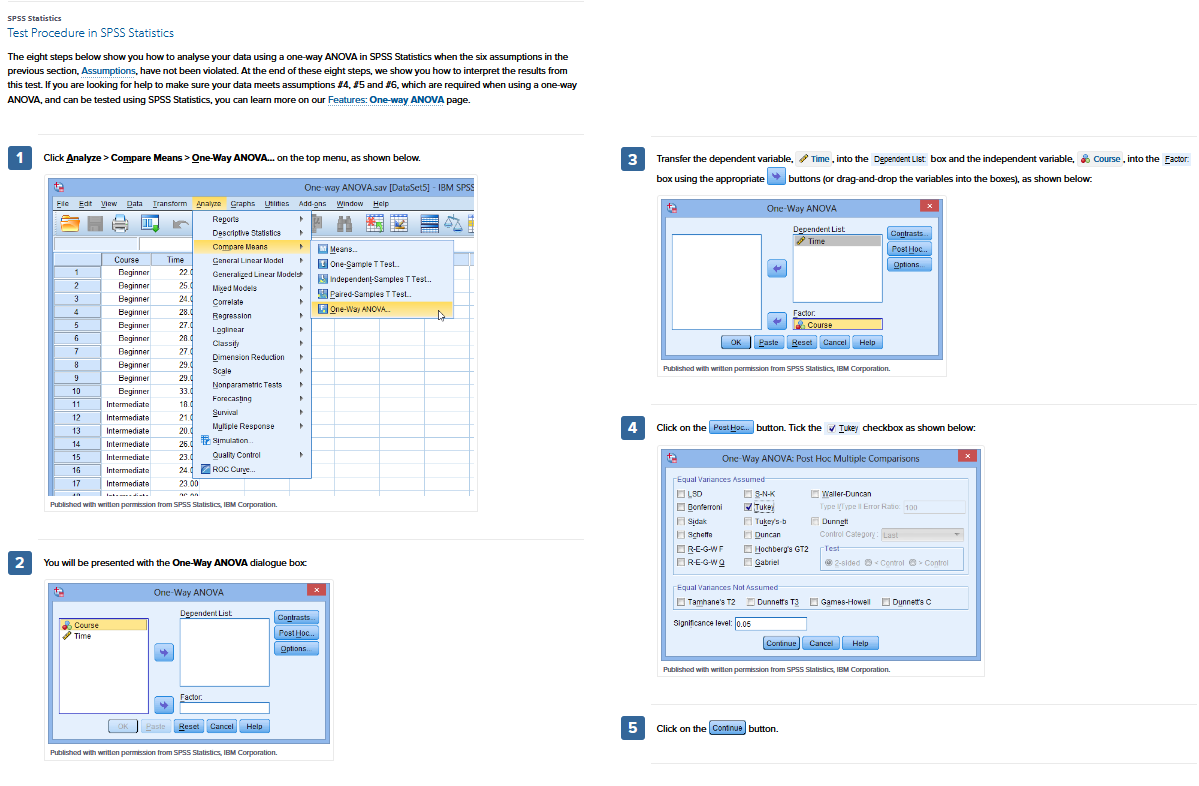 SPSS Statistics
Test Procedure in SPSS Statistics
The eight steps below show you how to analyse your data using a one-way ANOVA in SPSS Statistics when the six assumptions in the
previous section, Assumptions, have not been violated. At the end of these eight steps, we show you how to interpret the results from
this test. If you are looking for help to make sure your data meets assumptions #4, #5 and #6, which are required when using a one-way
ANOVA, and can be tested using SPSS Statistics, you can learn more on our Features: One-way ANOVA page.
1 Click Analyze > Compare Means > One-Way ANOVA... on the top menu, as shown below.
One-way ANOVA.sav [DataSet5] - IBM SPSS
File Edit View Data Transform Analyze Graphs Utilities Add-ons Window Help
Reports
Descriptive Statistics
Compare Means
General Linear Model
Generalized Linear Models
Mixed Models
Correlate
Regression
Loglinear
Classify
Dimension Reduction
Scale
Nonparametric Tests
Forecasting
Survival
Multiple Response
Simulation...
Quality Control
ROC Curve...
Means...
One-Sample T Test...
Independent-Samples T Test...
Paired-Samples T Test...
One-Way ANOVA...
Course Time
1 Beginner 22.0
2 Beginner 25.0
3 Beginner 24.0
4 Beginner 28.0
5 Beginner 27.0
6 Beginner 28.0
7 Beginner 27.0
8 Beginner 29.0
9 Beginner 29.0
10 Beginner 33.0
11 Intermediate 18.0
12 Intermediate 21.0
13 Intermediate 20.0
14 Intermediate 26.0
15 Intermediate 23.0
16 Intermediate 24.0
17 Intermediate 23.00
Published with written permission from SPSS Statistics, IBM Corporation.
2 You will be presented with the One-Way ANOVA dialogue box:
One-Way ANOVA
Course
Time
Dependent List:
Factor:
Contrasts...
Post Hoc...
Options...
OK Paste Reset Cancel Help
Published with written permission from SPSS Statistics, IBM Corporation.
3 Transfer the dependent variable, Time , into the Dependent List: box and the independent variable, Course , into the Factor:
box using the appropriate buttons (or drag-and-drop the variables into the boxes), as shown below:
One-Way ANOVA
Dependent List:
Time
Factor:
Course
Contrasts...
Post Hoc...
Options...
OK Paste Reset Cancel Help
Published with written permission from SPSS Statistics, IBM Corporation.
4 Click on the Post Hoc... button. Tick the Tukey checkbox as shown below:
One-Way ANOVA: Post Hoc Multiple Comparisons
Equal Variances Assumed
LSD S-N-K Waller-Duncan
Bonferroni Tukey Type I/Type II Error Ratio: 100
Sidak Tukey's-b Dunnett
Scheffe Duncan Control Category: Last
R-E-G-W F Hochberg's GT2 Test
R-E-G-W Q Gabriel 2-sided < Control > Control
Equal Variances Not Assumed
Tamhane's T2 Dunnett's T3 Games-Howell Dunnett's C
Significance level: 0.05
Continue Cancel Help
Published with written permission from SPSS Statistics, IBM Corporation.
5 Click on the Continue button.